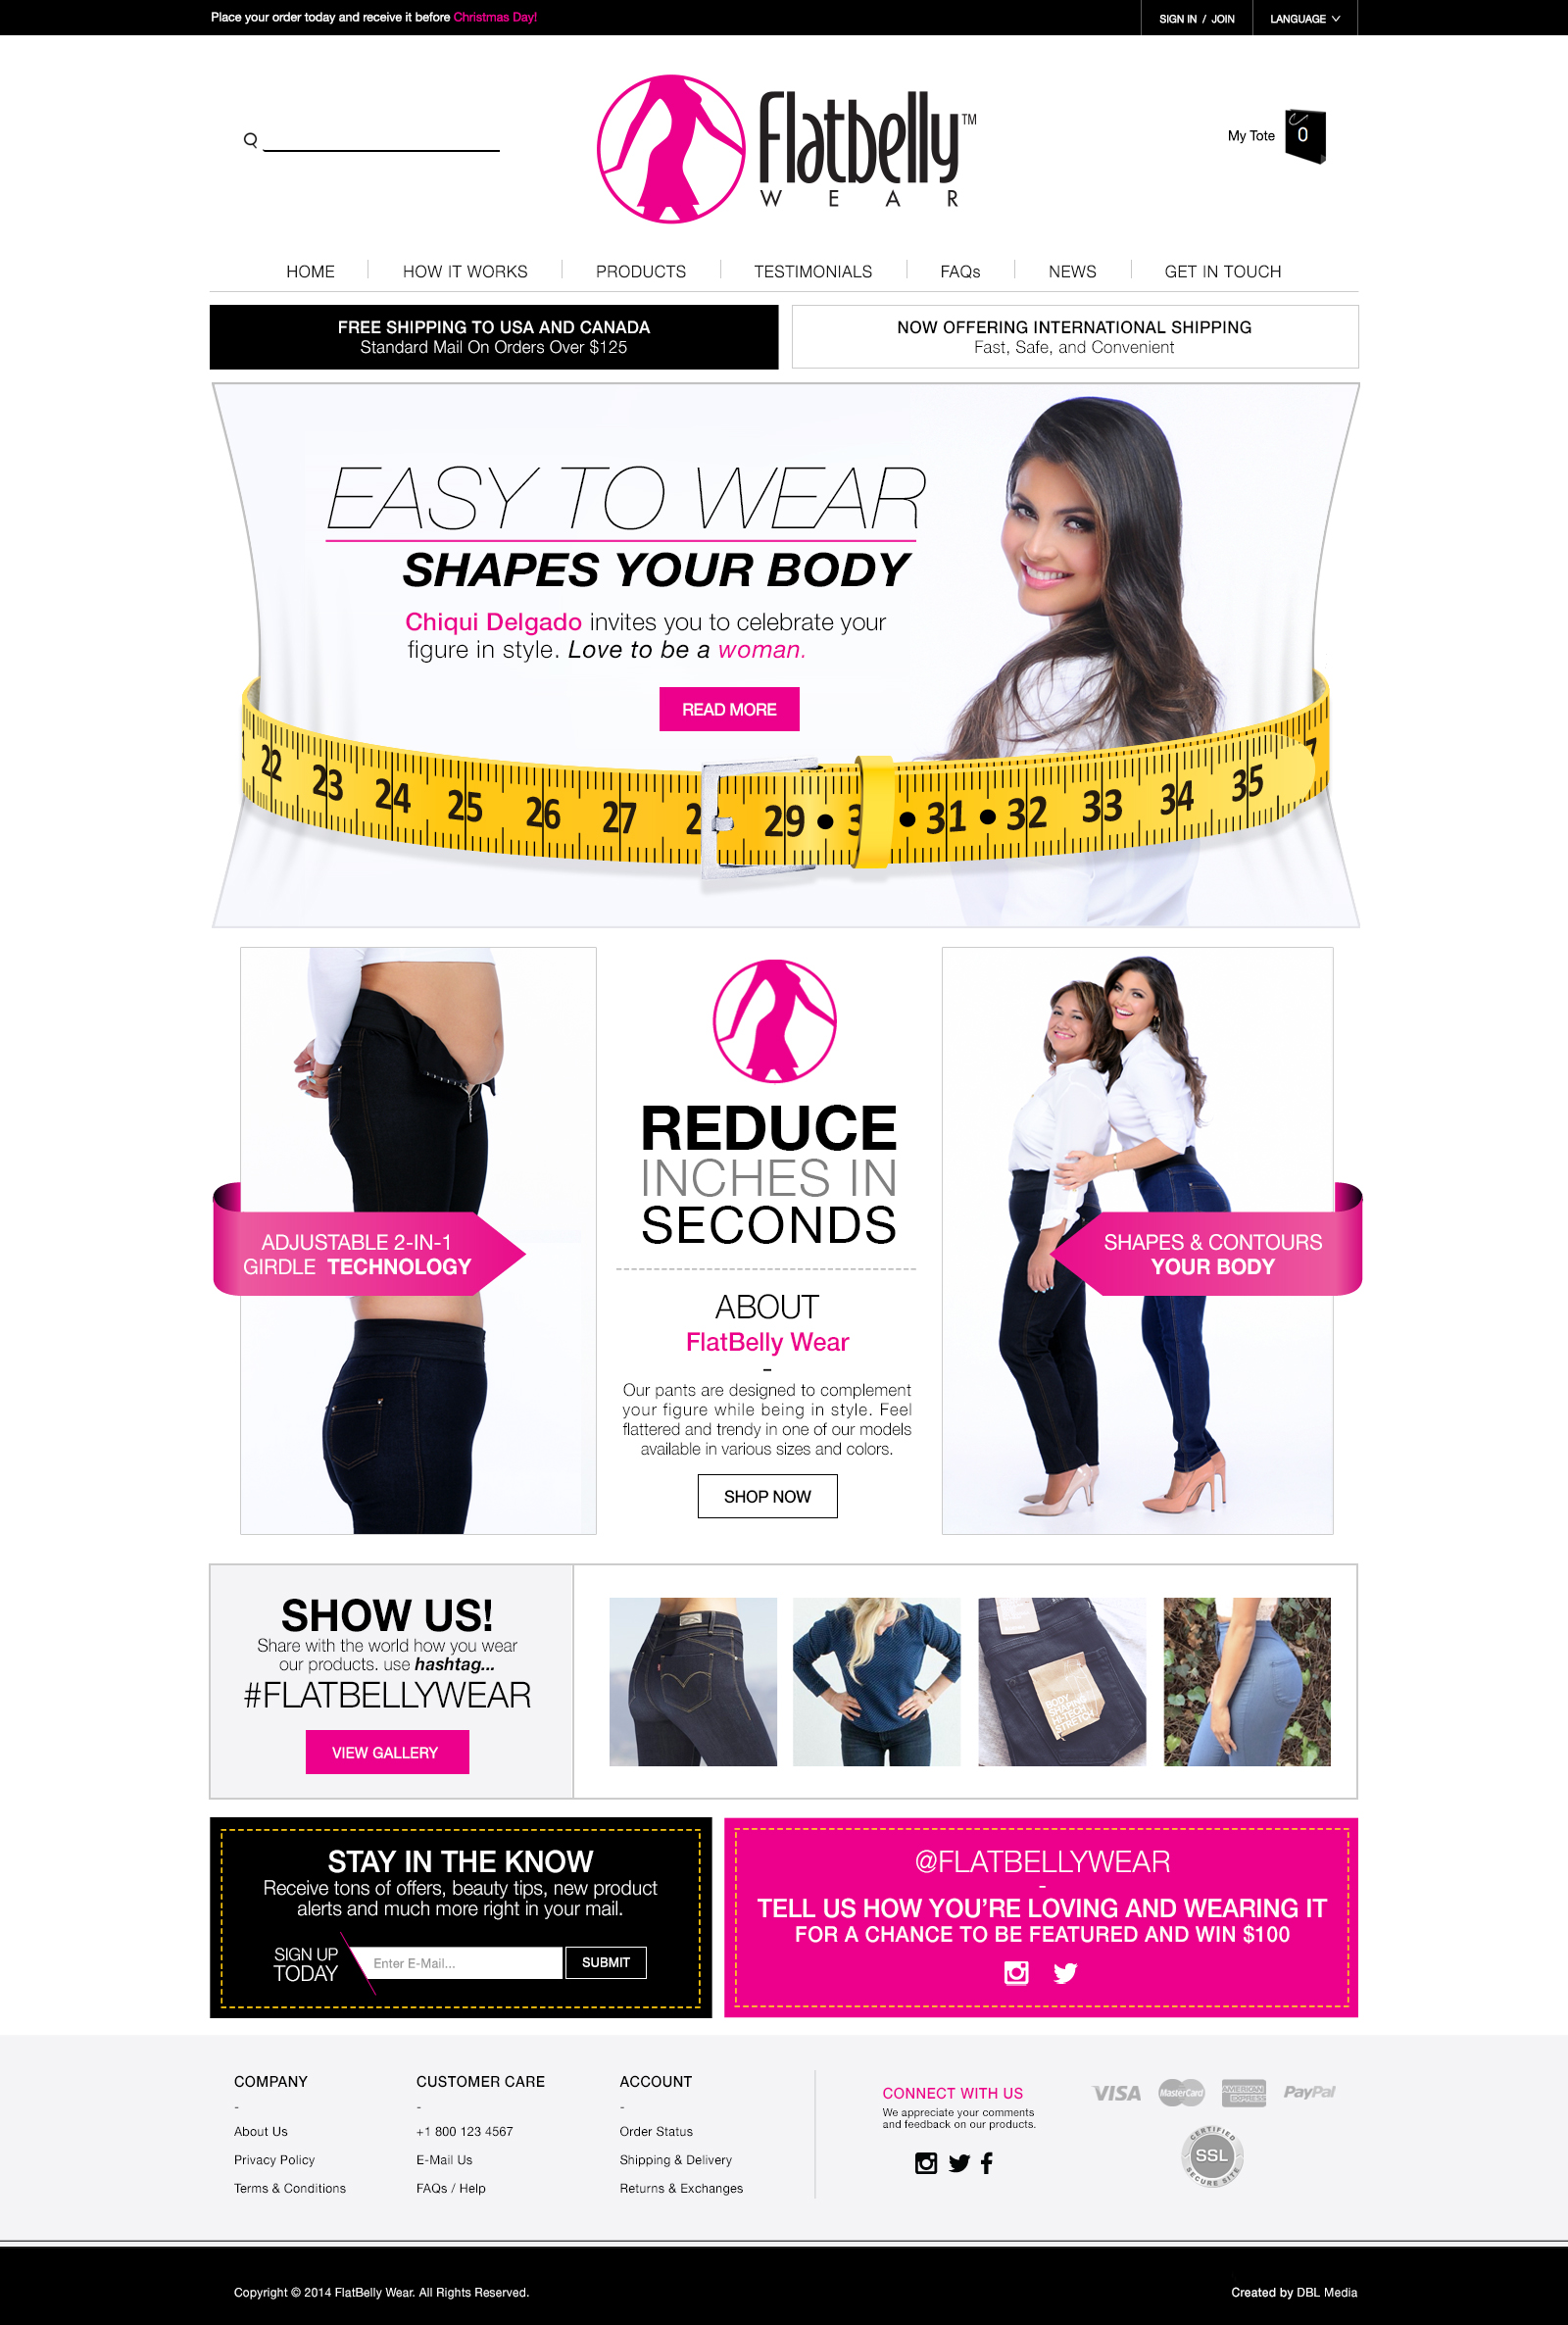 Place your order today and receive it before Christmas Day!
SIGN IN / JOIN
LANGUAGE
Flatbelly™
WEAR
My Tote
0
HOME
HOW IT WORKS
PRODUCTS
TESTIMONIALS
FAQs
NEWS
GET IN TOUCH
FREE SHIPPING TO USA AND CANADA
Standard Mail On Orders Over $125
NOW OFFERING INTERNATIONAL SHIPPING
Fast, Safe, and Convenient
EASY TO WEAR
SHAPES YOUR BODY
Chiqui Delgado invites you to celebrate your
figure in style. Love to be a woman.
READ MORE
22 23 24 25 26 27 29 31 32 33 34 35
REDUCE
INCHES IN
SECONDS
ADJUSTABLE 2-IN-1
GIRDLE TECHNOLOGY
SHAPES & CONTOURS
YOUR BODY
ABOUT
FlatBelly Wear
-
Our pants are designed to complement
your figure while being in style. Feel
flattered and trendy in one of our models
available in various sizes and colors.
SHOP NOW
SHOW US!
Share with the world how you wear
our products. use hashtag...
#FLATBELLYWEAR
VIEW GALLERY
BODY
SHAPING
HI-TECH
STRETCH
STAY IN THE KNOW
Receive tons of offers, beauty tips, new product
alerts and much more right in your mail.
SIGN UP
TODAY
Enter E-Mail...
SUBMIT
@FLATBELLYWEAR
-
TELL US HOW YOU'RE LOVING AND WEARING IT
FOR A CHANCE TO BE FEATURED AND WIN $100
COMPANY
-
About Us
Privacy Policy
Terms & Conditions
CUSTOMER CARE
-
+1 800 123 4567
E-Mail Us
FAQs / Help
ACCOUNT
-
Order Status
Shipping & Delivery
Returns & Exchanges
CONNECT WITH US
We appreciate your comments
and feedback on our products.
VISA
MasterCard
AMERICAN
EXPRESS
PayPal
CERTIFIED
SSL
SECURE SITE
Copyright © 2014 FlatBelly Wear. All Rights Reserved.
Created by DBL Media